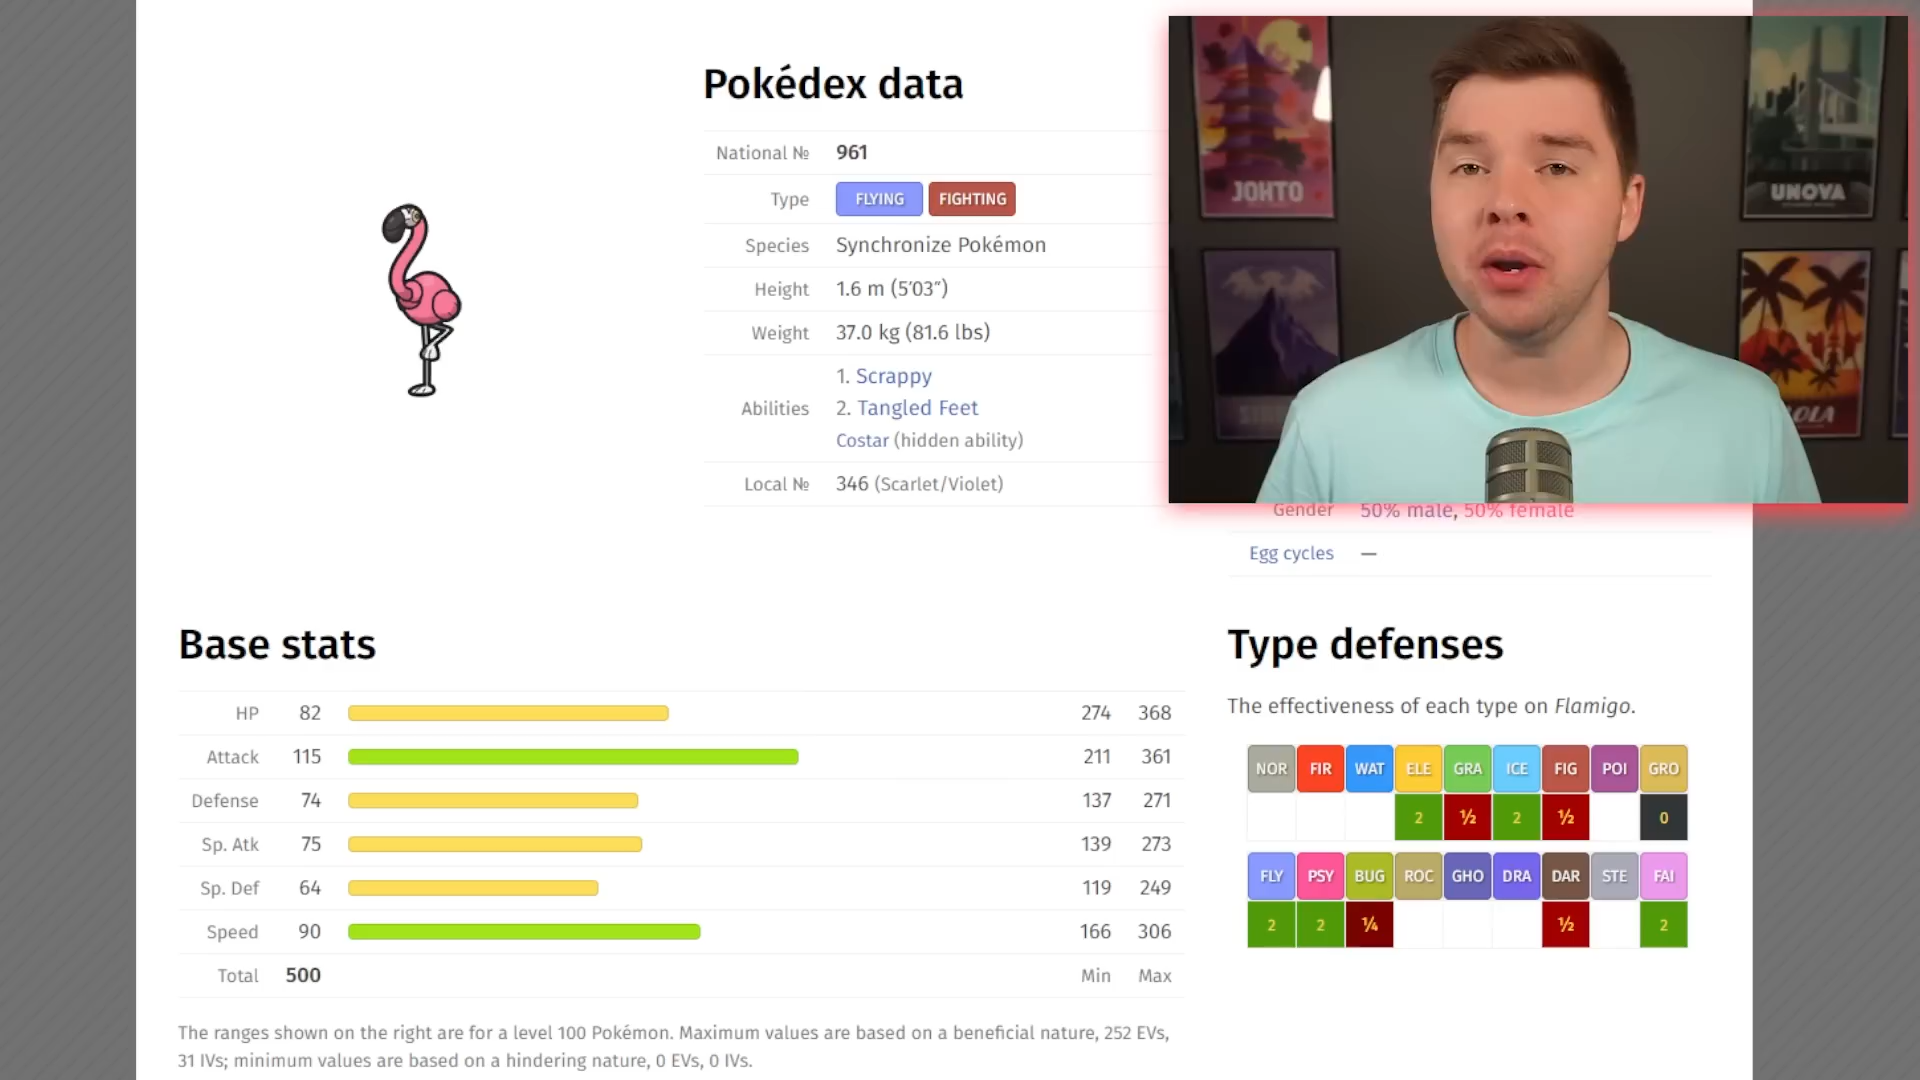 Pokédex data
National № 961
Type FLYING FIGHTING
Species Synchronize Pokémon
Height 1.6 m (5′03″)
Weight 37.0 kg (81.6 lbs)
Abilities 1. Scrappy
2. Tangled Feet
Costar (hidden ability)
Local № 346 (Scarlet/Violet)
JOHTO
UNOVA
Gender 50% male, 50% female
Egg cycles —
Base stats
HP 82 274 368
Attack 115 211 361
Defense 74 137 271
Sp. Atk 75 139 273
Sp. Def 64 119 249
Speed 90 166 306
Total 500 Min Max
The ranges shown on the right are for a level 100 Pokémon. Maximum values are based on a beneficial nature, 252 EVs,
31 IVs; minimum values are based on a hindering nature, 0 EVs, 0 IVs.
Type defenses
The effectiveness of each type on Flamigo.
NOR FIR WAT ELE GRA ICE FIG POI GRO
2 ½ 2 ½ 0
FLY PSY BUG ROC GHO DRA DAR STE FAI
2 2 ¼ ½ 2